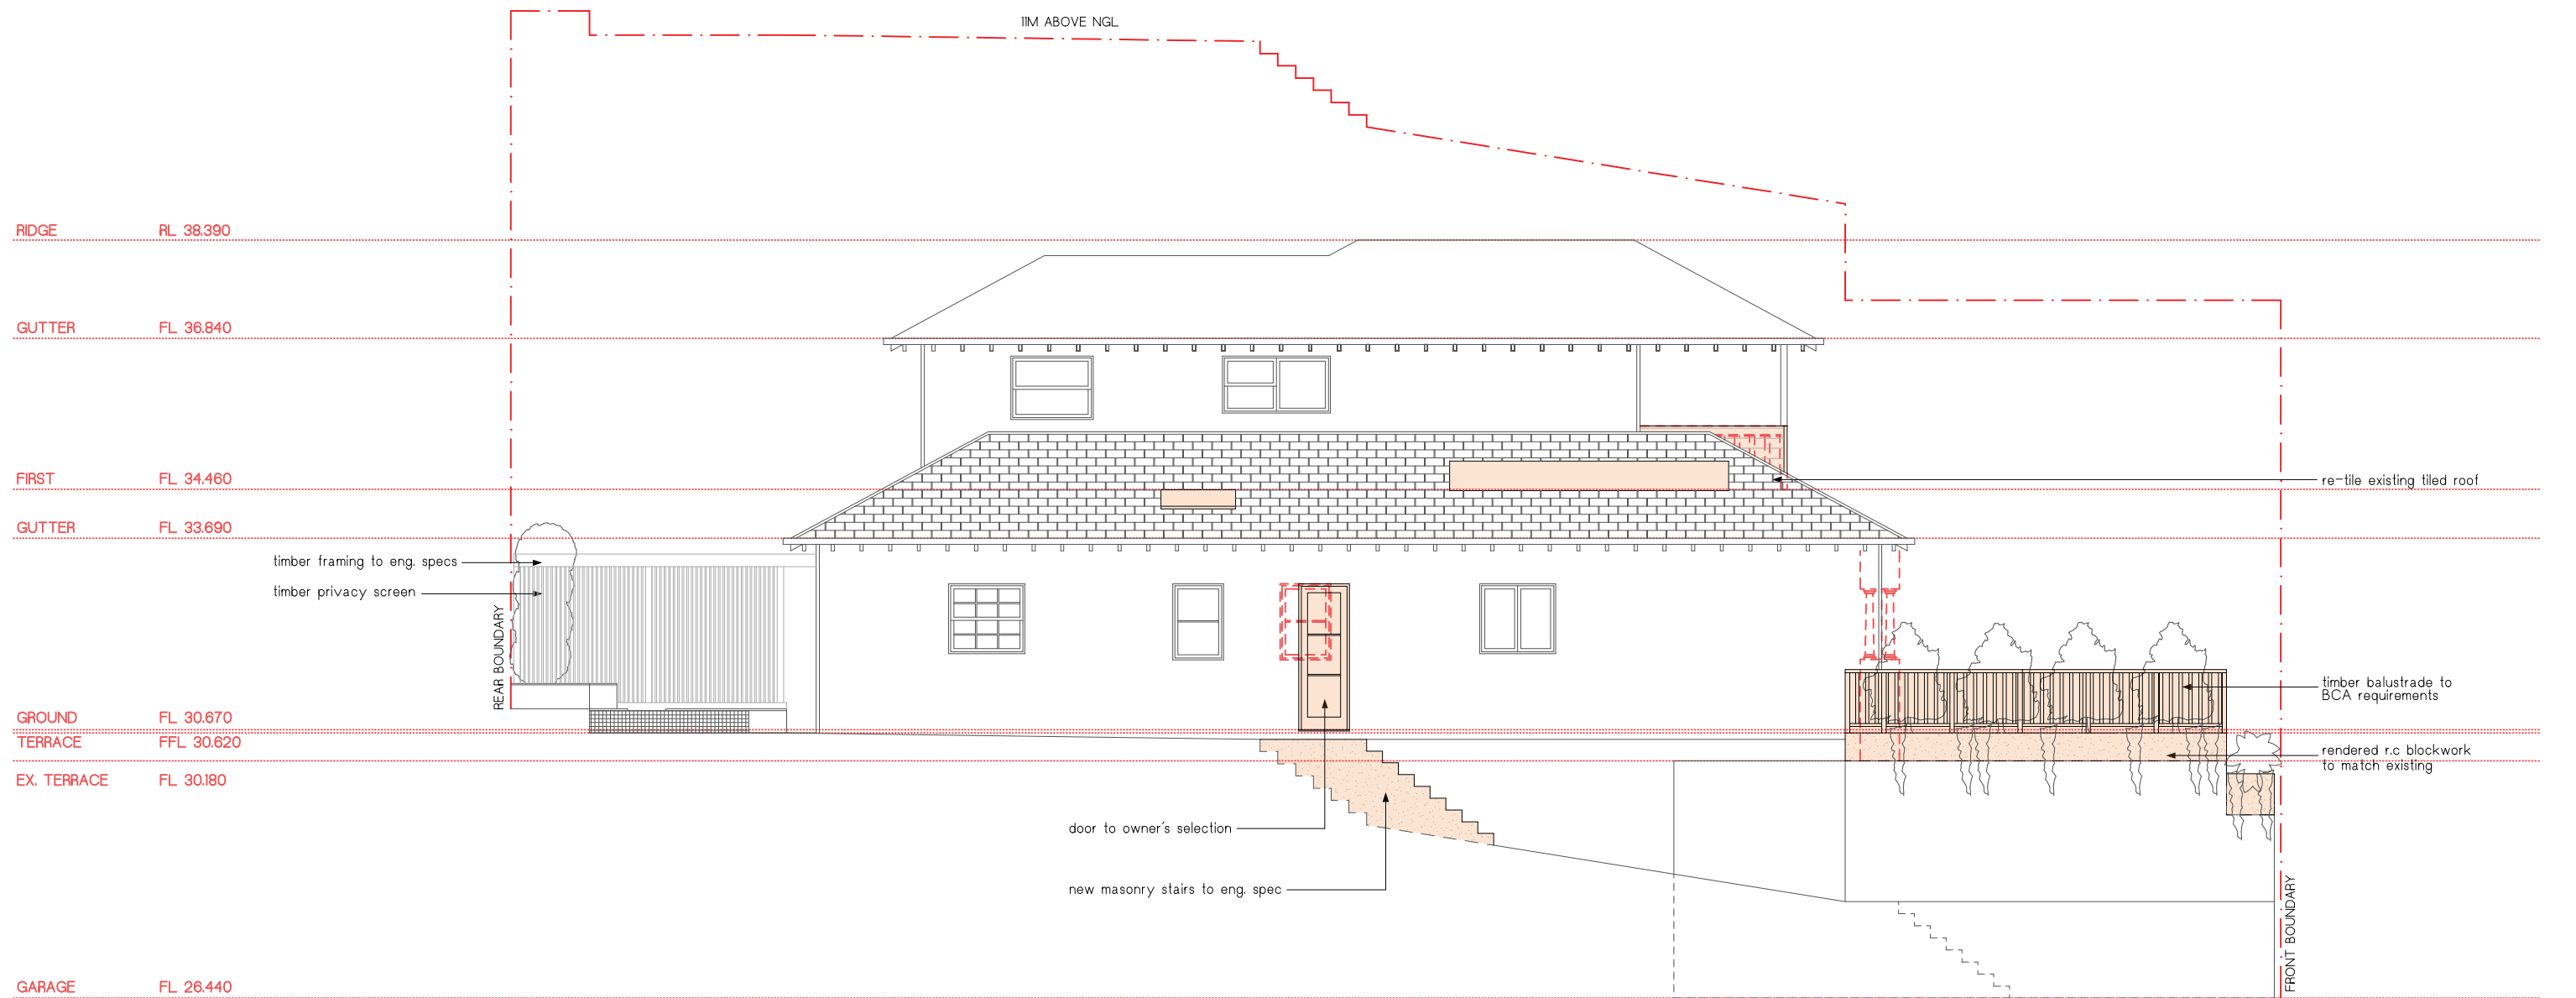 11M ABOVE NGL
RIDGE RL 38.390
GUTTER FL 36.840
FIRST FL 34.460
re-tile existing tiled roof
GUTTER FL 33.690
timber framing to eng. specs
timber privacy screen
REAR BOUNDARY
timber balustrade to
BCA requirements
GROUND FL 30.670
TERRACE FFL 30.620
rendered r.c blockwork
to match existing
EX. TERRACE FL 30.180
door to owner's selection
new masonry stairs to eng. spec
FRONT BOUNDARY
GARAGE FL 26.440